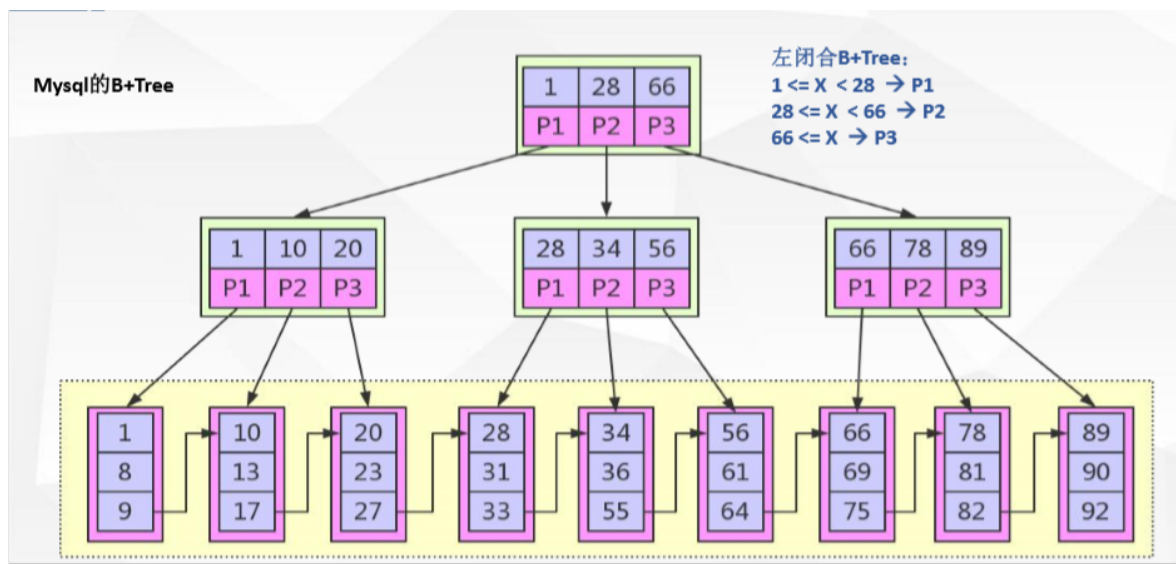 Mysql的B+Tree
左闭合B+Tree：
1 <= X < 28 → P1
28 <= X < 66 → P2
66 <= X → P3
1 28 66
P1 P2 P3
1 10 20
P1 P2 P3
28 34 56
P1 P2 P3
66 78 89
P1 P2 P3
1 10 20 28 34 56 66 78 89
8 13 23 31 36 61 69 81 90
9 17 27 33 55 64 75 82 92